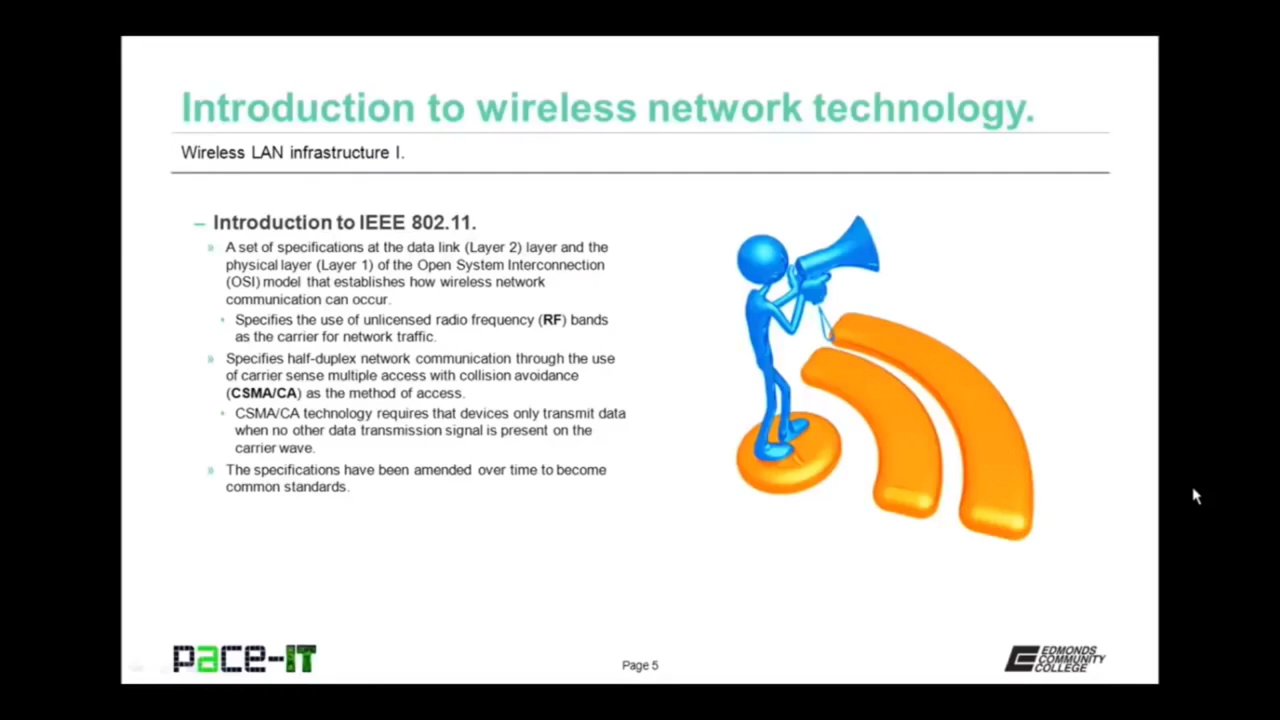 Introduction to wireless network technology.
Wireless LAN infrastructure I.
– Introduction to IEEE 802.11.
» A set of specifications at the data link (Layer 2) layer and the
physical layer (Layer 1) of the Open System Interconnection
(OSI) model that establishes how wireless network
communication can occur.
• Specifies the use of unlicensed radio frequency (RF) bands
as the carrier for network traffic.
» Specifies half-duplex network communication through the use
of carrier sense multiple access with collision avoidance
(CSMA/CA) as the method of access.
• CSMA/CA technology requires that devices only transmit data
when no other data transmission signal is present on the
carrier wave.
» The specifications have been amended over time to become
common standards.
pace-IT
Page 5
EDMONDS
COMMUNITY
COLLEGE